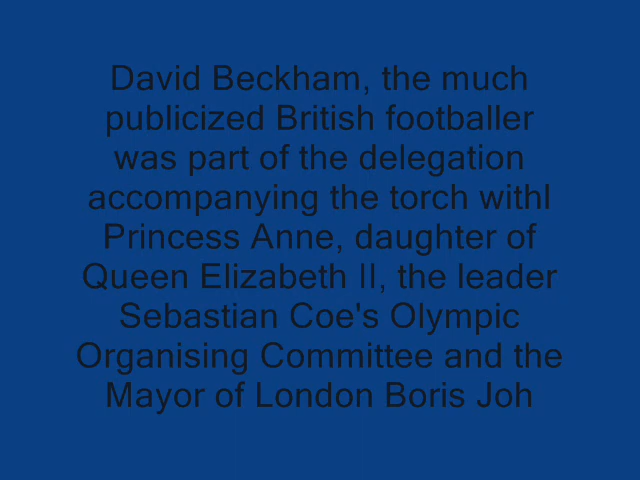 David Beckham, the much
publicized British footballer
was part of the delegation
accompanying the torch withl
Princess Anne, daughter of
Queen Elizabeth II, the leader
Sebastian Coe's Olympic
Organising Committee and the
Mayor of London Boris Joh